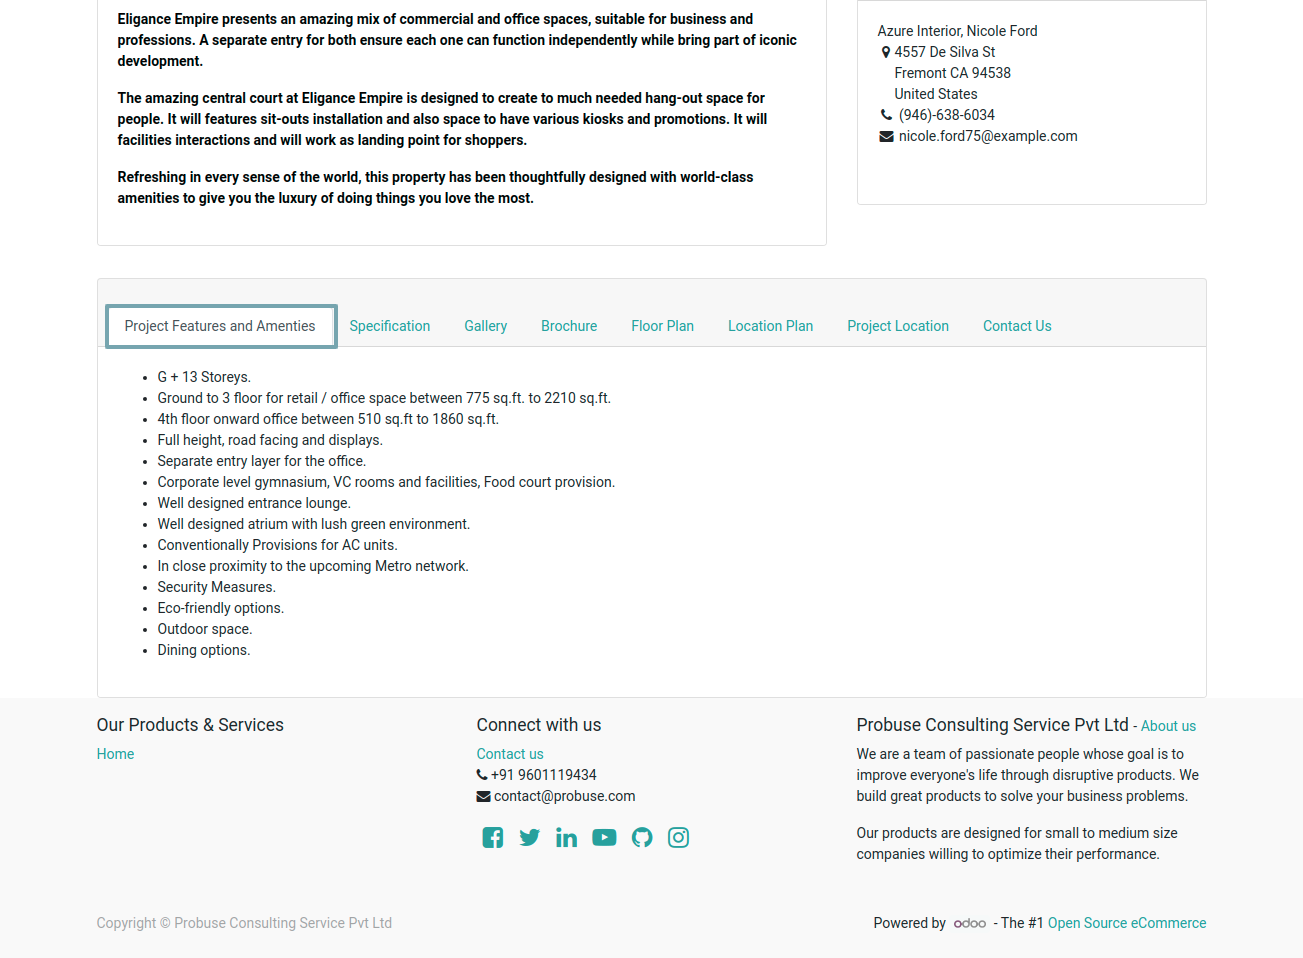 Eligance Empire presents an amazing mix of commercial and office spaces, suitable for business and
professions. A separate entry for both ensure each one can function independently while bring part of iconic
development.
The amazing central court at Eligance Empire is designed to create to much needed hang-out space for
people. It will features sit-outs installation and also space to have various kiosks and promotions. It will
facilities interactions and will work as landing point for shoppers.
Refreshing in every sense of the world, this property has been thoughtfully designed with world-class
amenities to give you the luxury of doing things you love the most.
Azure Interior, Nicole Ford
4557 De Silva St
Fremont CA 94538
United States
(946)-638-6034
nicole.ford75@example.com
Project Features and Amenties Specification Gallery Brochure Floor Plan Location Plan Project Location Contact Us
• G + 13 Storeys.
• Ground to 3 floor for retail / office space between 775 sq.ft. to 2210 sq.ft.
• 4th floor onward office between 510 sq.ft to 1860 sq.ft.
• Full height, road facing and displays.
• Separate entry layer for the office.
• Corporate level gymnasium, VC rooms and facilities, Food court provision.
• Well designed entrance lounge.
• Well designed atrium with lush green environment.
• Conventionally Provisions for AC units.
• In close proximity to the upcoming Metro network.
• Security Measures.
• Eco-friendly options.
• Outdoor space.
• Dining options.
Our Products & Services
Home
Connect with us
Contact us
+91 9601119434
contact@probuse.com
Probuse Consulting Service Pvt Ltd - About us
We are a team of passionate people whose goal is to
improve everyone's life through disruptive products. We
build great products to solve your business problems.
Our products are designed for small to medium size
companies willing to optimize their performance.
Copyright © Probuse Consulting Service Pvt Ltd
Powered by odoo - The #1 Open Source eCommerce